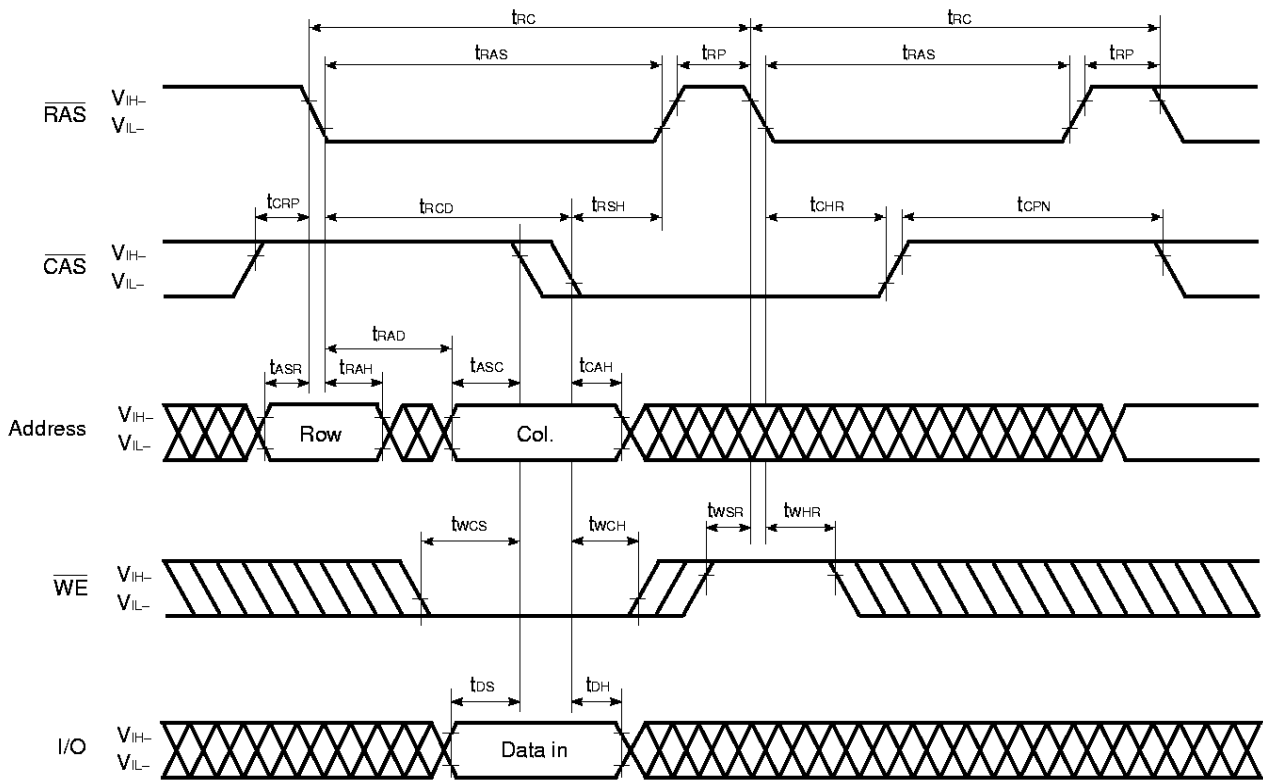 tRC tRC
tRAS tRP tRAS tRP
RAS VIH– VIL–
tCRP tRCD tRSH tCHR tCPN
CAS VIH– VIL–
tRAD
tASR tRAH tASC tCAH
Address VIH– VIL– Row Col.
tWCS tWCH tWSR tWHR
WE VIH– VIL–
tDS tDH
I/O VIH– VIL– Data in